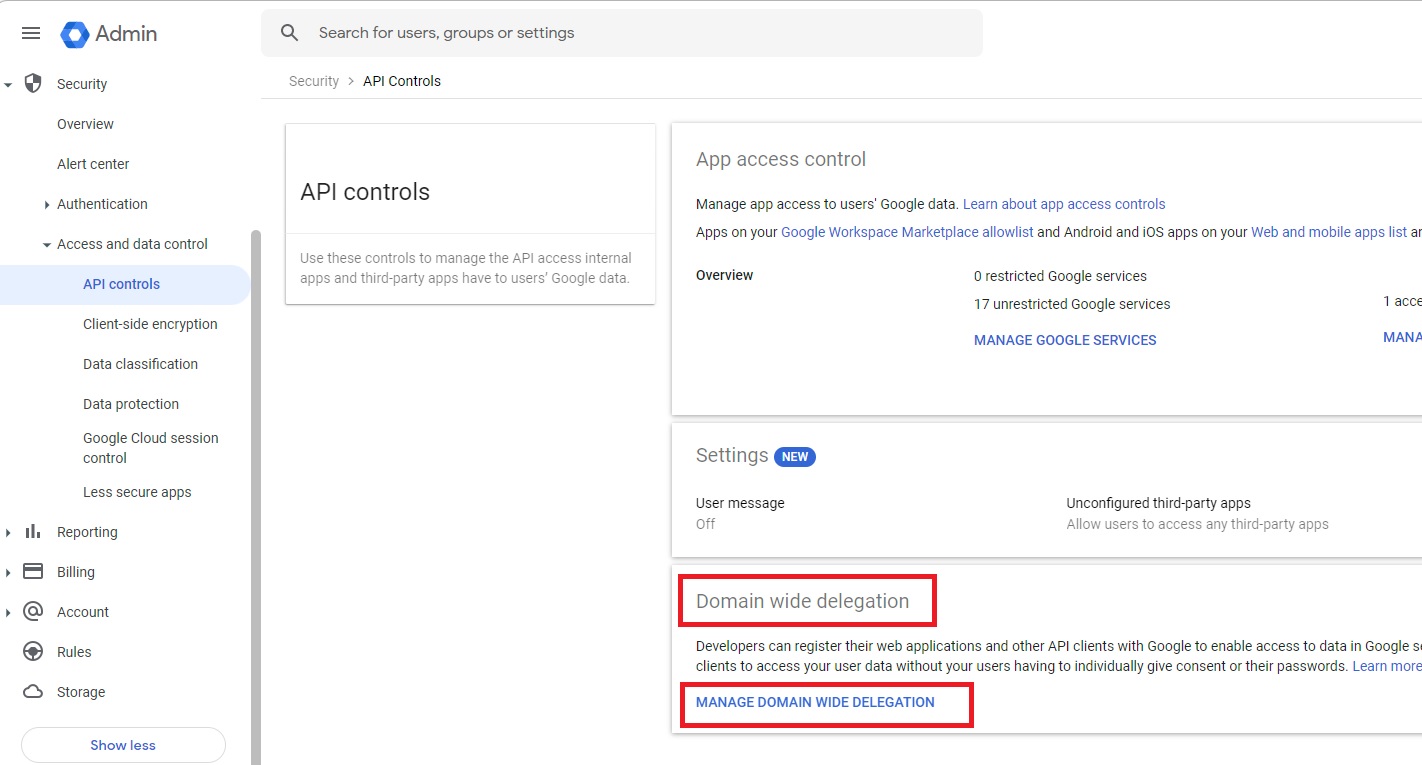 Admin
Search for users, groups or settings
Security
Overview
Alert center
Authentication
Access and data control
API controls
Client-side encryption
Data classification
Data protection
Google Cloud session
control
Less secure apps
Reporting
Billing
Account
Rules
Storage
Show less
Security > API Controls
API controls
Use these controls to manage the API access internal
apps and third-party apps have to users' Google data.
App access control
Manage app access to users' Google data. Learn about app access controls
Apps on your Google Workspace Marketplace allowlist and Android and iOS apps on your Web and mobile apps list
Overview
0 restricted Google services
17 unrestricted Google services
MANAGE GOOGLE SERVICES
1
Settings NEW
User message
Off
Unconfigured third-party apps
Allow users to access any third-party apps
Domain wide delegation
Developers can register their web applications and other API clients with Google to enable access to data in Google
clients to access your user data without your users having to individually give consent or their passwords. Learn more
MANAGE DOMAIN WIDE DELEGATION